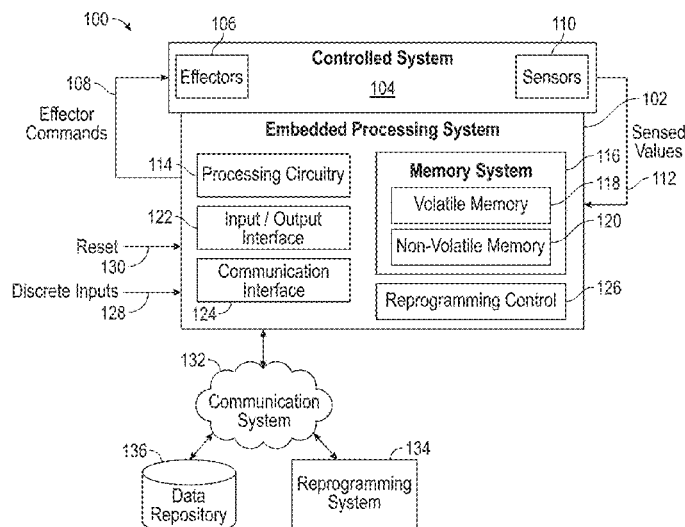 100
106
110
Controlled System
Effectors
104
Sensors
108
Effector
Commands
102
Embedded Processing System
Sensed
Values
114
Processing Circuitry
Memory System
116
Volatile Memory
118
112
122
Input / Output
Interface
Non-Volatile Memory
120
Reset
130
Communication
Interface
124
Reprogramming Control
126
Discrete Inputs
128
132
Communication
System
136
Data
Repository
134
Reprogramming
System